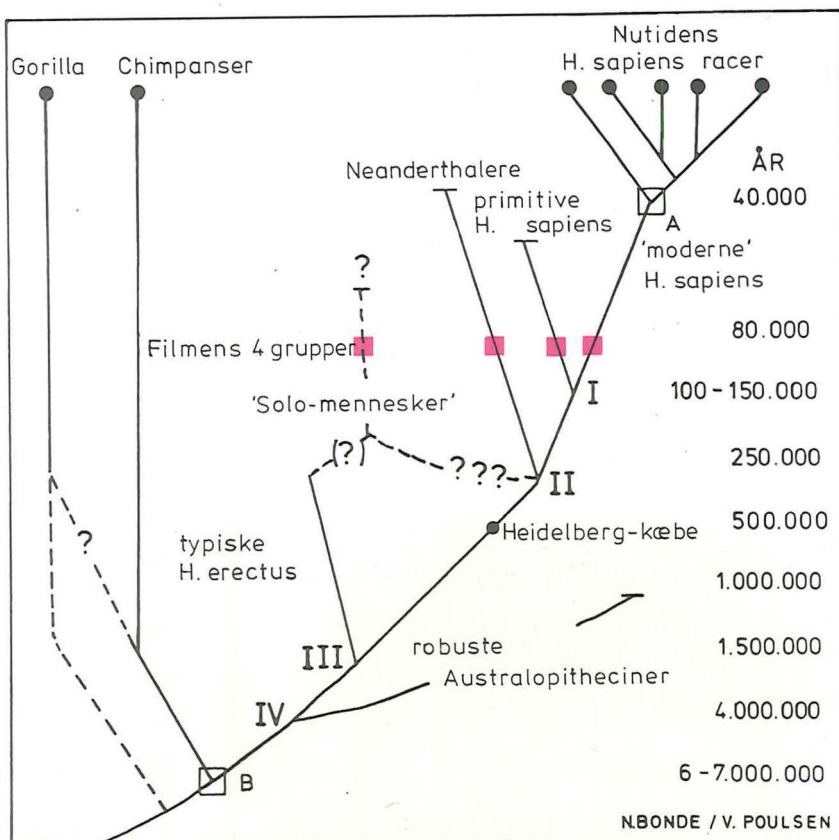 Gorilla
Chimpanser
Nutidens
H. sapiens racer
ÅR
Neanderthalere
primitive
H. sapiens
40.000
A
'moderne'
H. sapiens
?
80.000
Filmens 4 grupper
I
100-150.000
'Solo-mennesker'
(?)
???
250.000
II
500.000
Heidelberg-kæbe
?
typiske
H. erectus
1.000.000
III
robuste
Australopitheciner
1.500.000
IV
4.000.000
B
6-7.000.000
N.BONDE / V. POULSEN